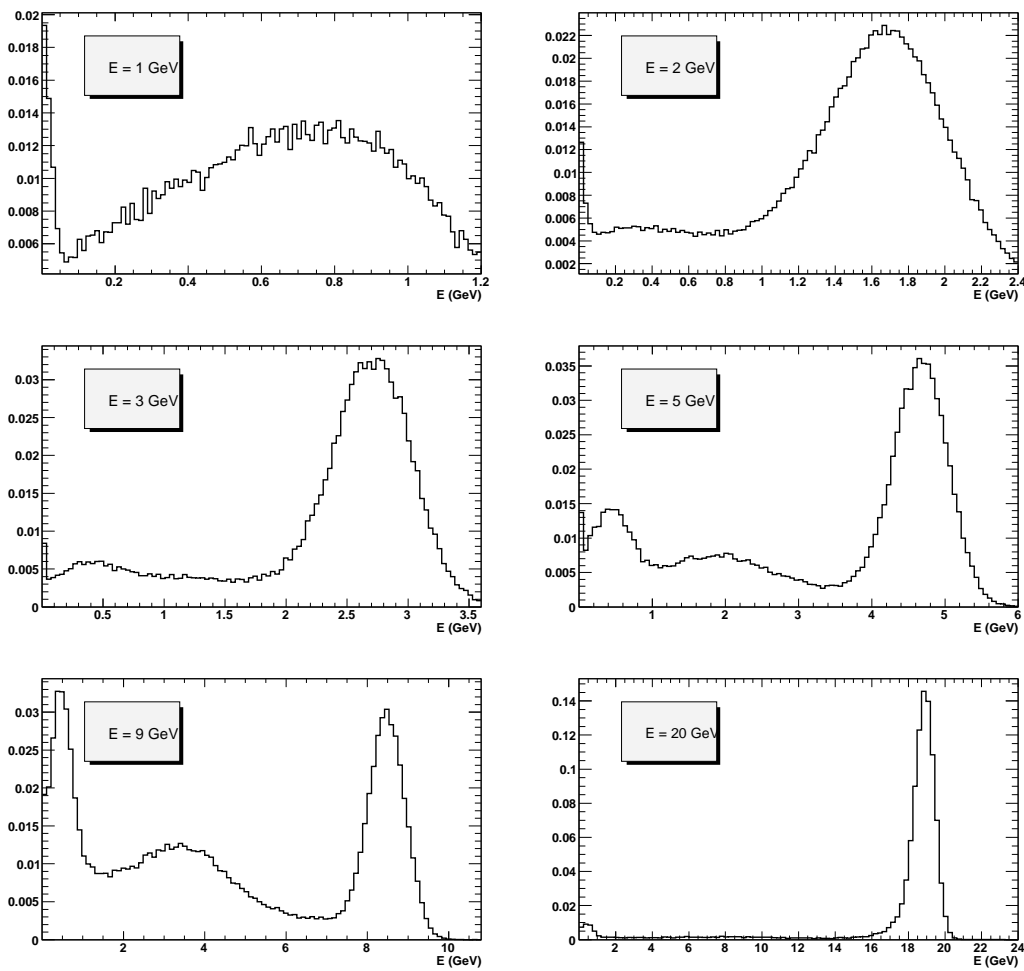 E = 1 GeV
0.02
0.018
0.016
0.014
0.012
0.01
0.008
0.006
0.2 0.4 0.6 0.8 1 1.2
E (GeV)
E = 2 GeV
0.022
0.02
0.018
0.016
0.014
0.012
0.01
0.008
0.006
0.004
0.002
0.2 0.4 0.6 0.8 1 1.2 1.4 1.6 1.8 2 2.2 2.4
E (GeV)
E = 3 GeV
0.03
0.025
0.02
0.015
0.01
0.005
0
0.5 1 1.5 2 2.5 3 3.5
E (GeV)
E = 5 GeV
0.035
0.03
0.025
0.02
0.015
0.01
0.005
0
1 2 3 4 5 6
E (GeV)
E = 9 GeV
0.03
0.025
0.02
0.015
0.01
0.005
0
2 4 6 8 10
E (GeV)
E = 20 GeV
0.14
0.12
0.1
0.08
0.06
0.04
0.02
0
2 4 6 8 10 12 14 16 18 20 22 24
E (GeV)